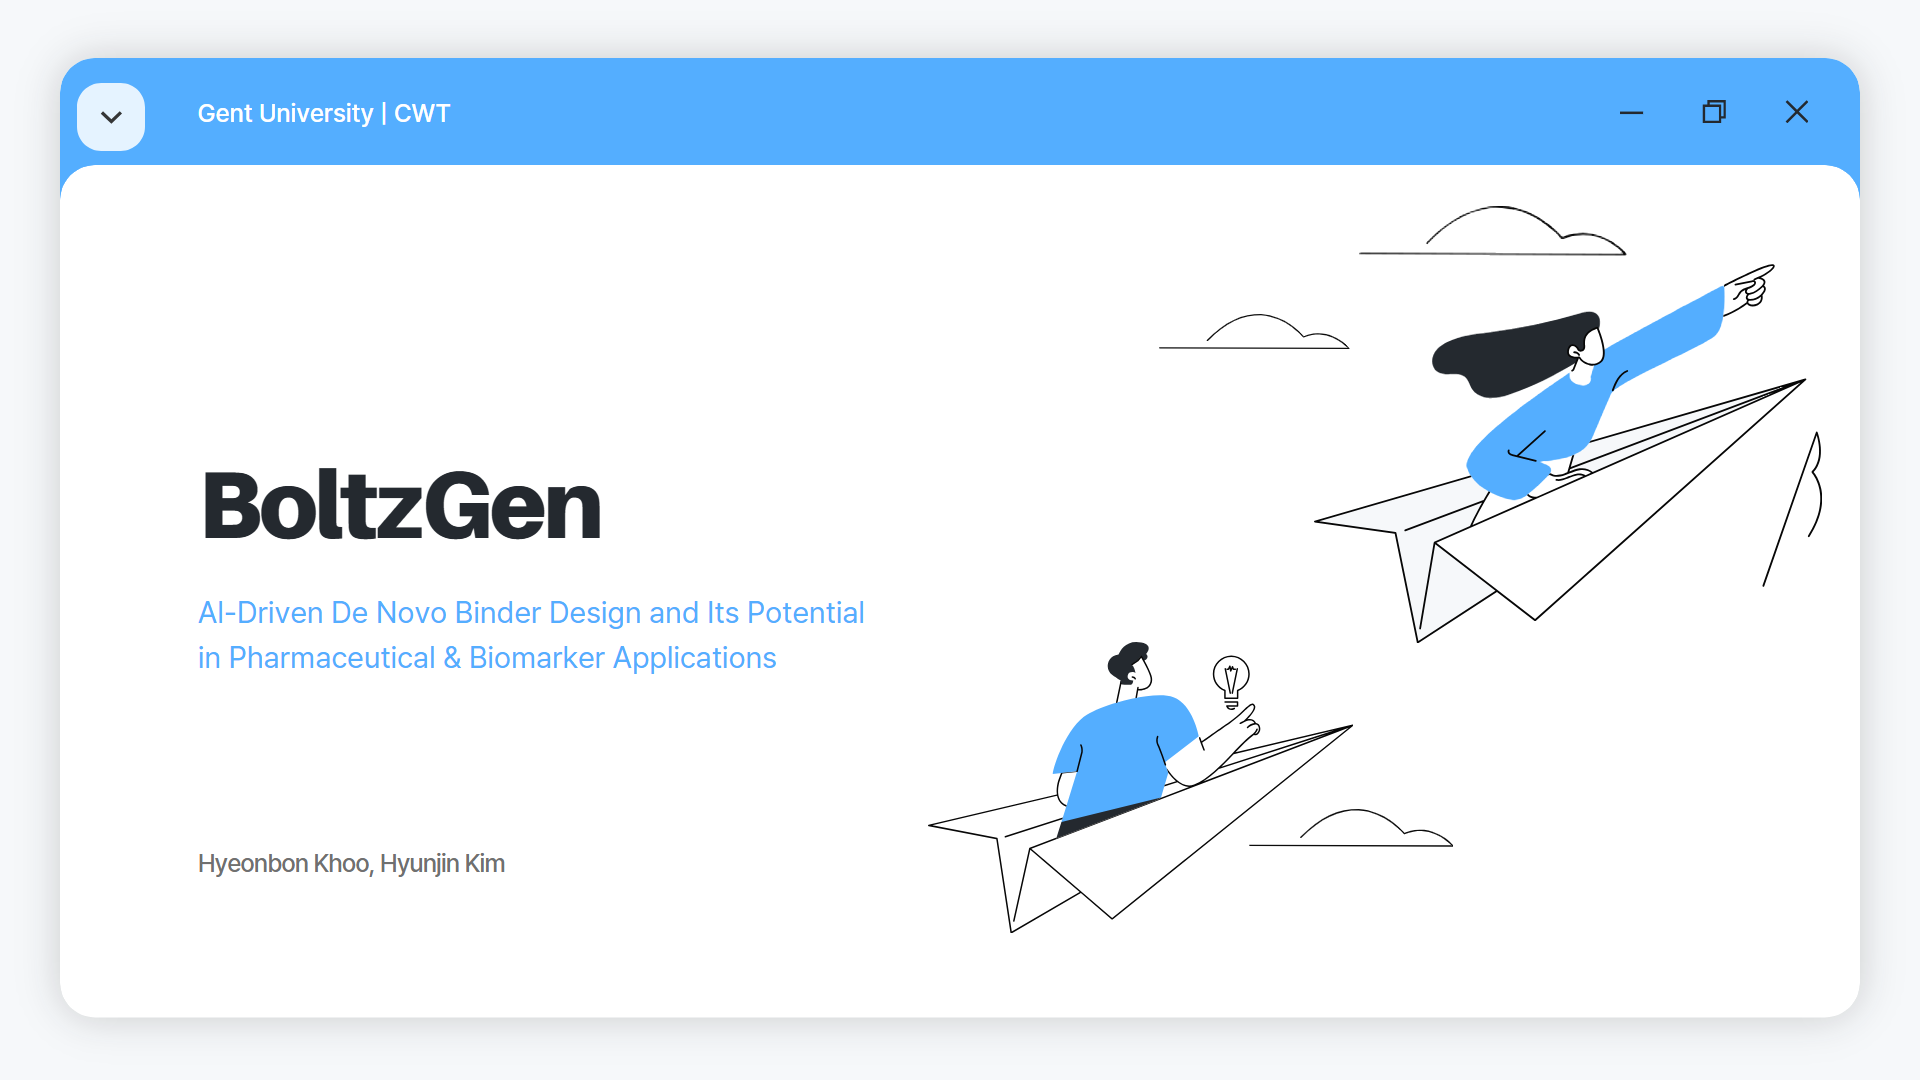 Gent University | CWT
BoltzGen
AI-Driven De Novo Binder Design and Its Potential
in Pharmaceutical & Biomarker Applications
Hyeonbon Khoo, Hyunjin Kim